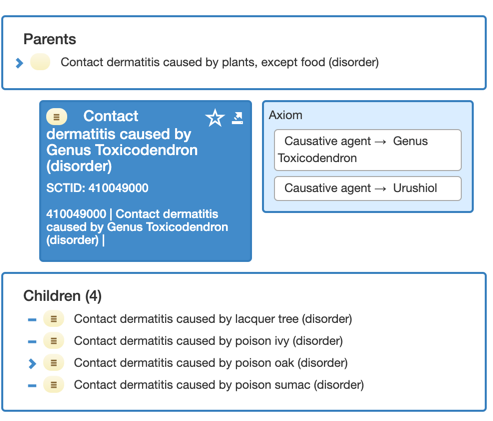 Parents
Contact dermatitis caused by plants, except food (disorder)
Contact
dermatitis caused by
Genus Toxicodendron
(disorder)
SCTID: 410049000
410049000 | Contact dermatitis
caused by Genus Toxicodendron
(disorder) |
Axiom
Causative agent → Genus
Toxicodendron
Causative agent → Urushiol
Children (4)
Contact dermatitis caused by lacquer tree (disorder)
Contact dermatitis caused by poison ivy (disorder)
Contact dermatitis caused by poison oak (disorder)
Contact dermatitis caused by poison sumac (disorder)